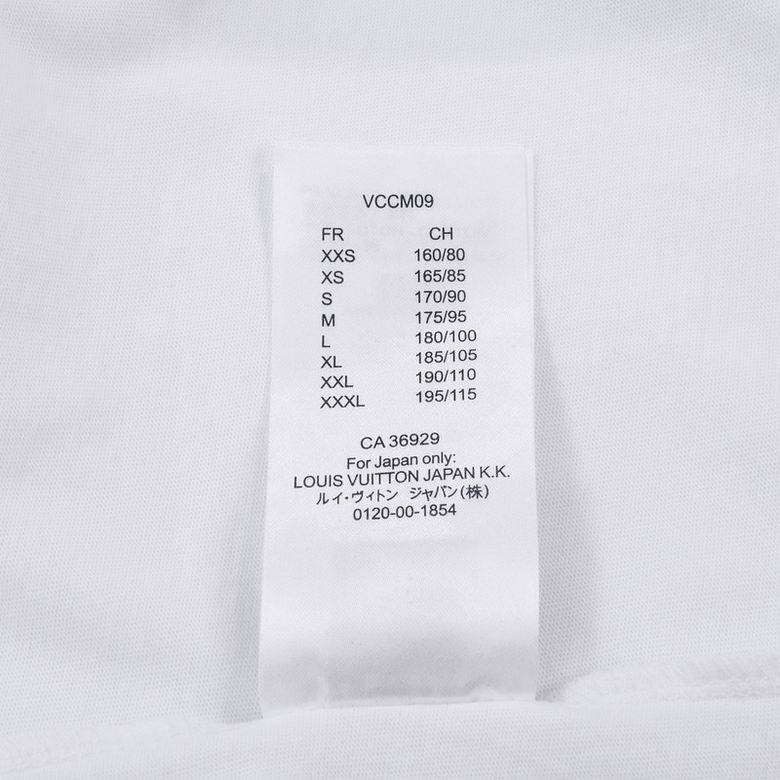 VCCM09
FR CH
XXS 160/80
XS 165/85
S 170/90
M 175/95
L 180/100
XL 185/105
XXL 190/110
XXXL 195/115
CA 36929
For Japan only:
LOUIS VUITTON JAPAN K.K.
ルイ・ヴィトン ジャパン(株)
0120-00-1854